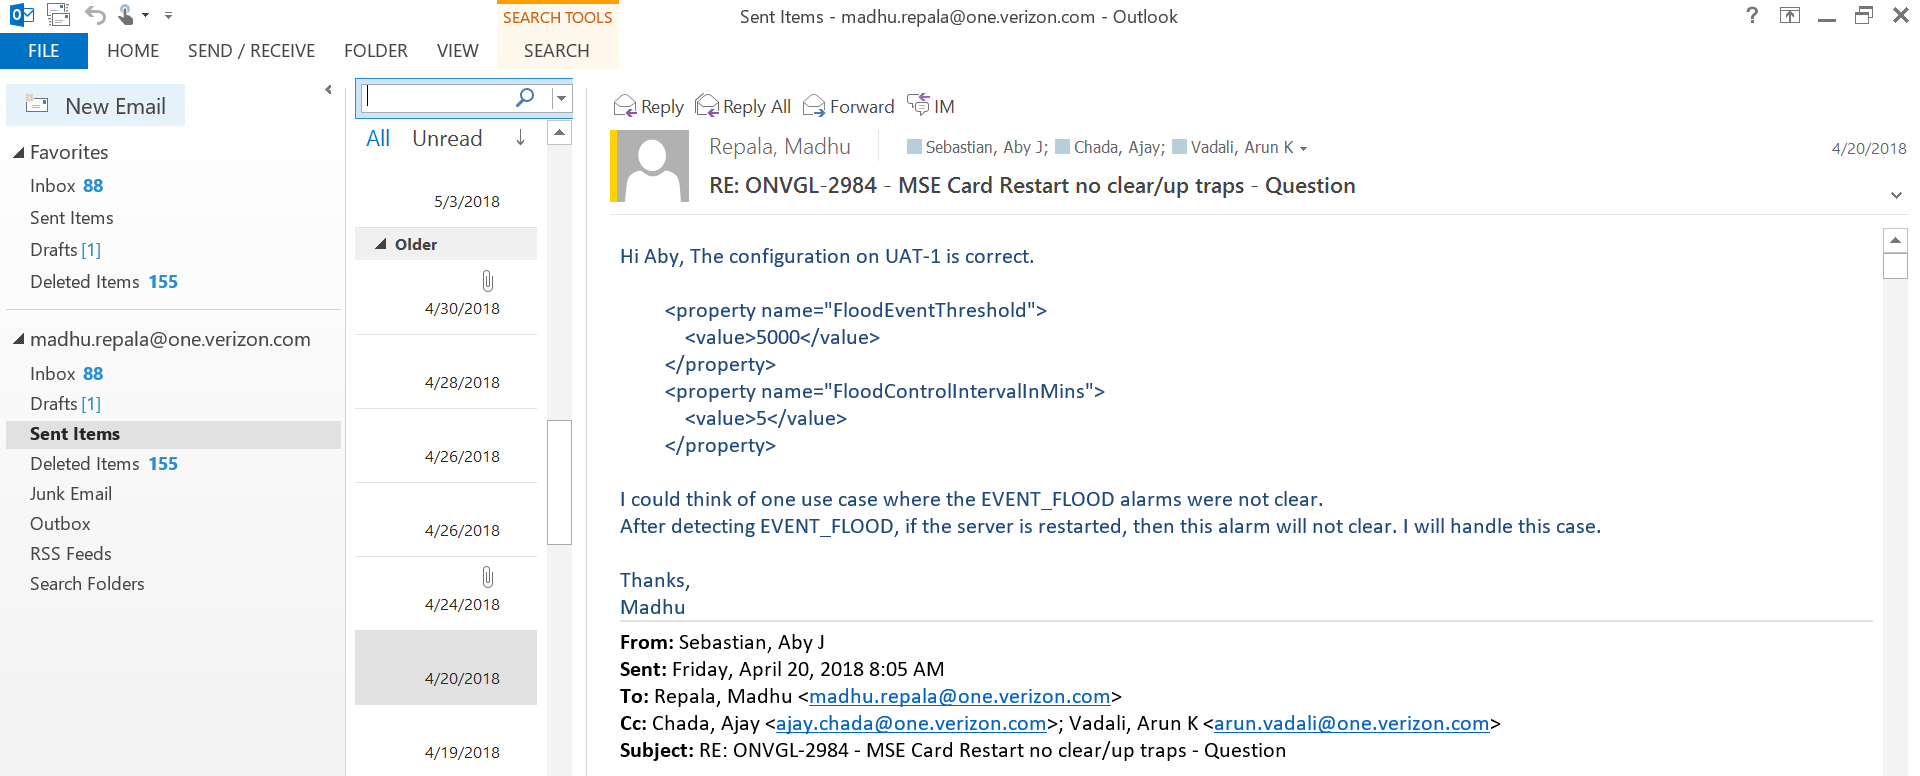 SEARCH TOOLS
Sent Items - madhu.repala@one.verizon.com - Outlook
?
FILE HOME SEND / RECEIVE FOLDER VIEW SEARCH
New Email
Favorites
Inbox 88
Sent Items
Drafts [1]
Deleted Items 155
madhu.repala@one.verizon.com
Inbox 88
Drafts [1]
Sent Items
Deleted Items 155
Junk Email
Outbox
RSS Feeds
Search Folders
All Unread ↓
5/3/2018
Older
4/30/2018
4/28/2018
4/26/2018
4/26/2018
4/24/2018
4/20/2018
4/19/2018
Reply Reply All Forward IM
Repala, Madhu Sebastian, Aby J; Chada, Ajay; Vadali, Arun K
4/20/2018
RE: ONVGL-2984 - MSE Card Restart no clear/up traps - Question
Hi Aby, The configuration on UAT-1 is correct.
<property name="FloodEventThreshold">
<value>5000</value>
</property>
<property name="FloodControlIntervalInMins">
<value>5</value>
</property>
I could think of one use case where the EVENT_FLOOD alarms were not clear.
After detecting EVENT_FLOOD, if the server is restarted, then this alarm will not clear. I will handle this case.
Thanks,
Madhu
From: Sebastian, Aby J
Sent: Friday, April 20, 2018 8:05 AM
To: Repala, Madhu <madhu.repala@one.verizon.com>
Cc: Chada, Ajay <ajay.chada@one.verizon.com>; Vadali, Arun K <arun.vadali@one.verizon.com>
Subject: RE: ONVGL-2984 - MSE Card Restart no clear/up traps - Question